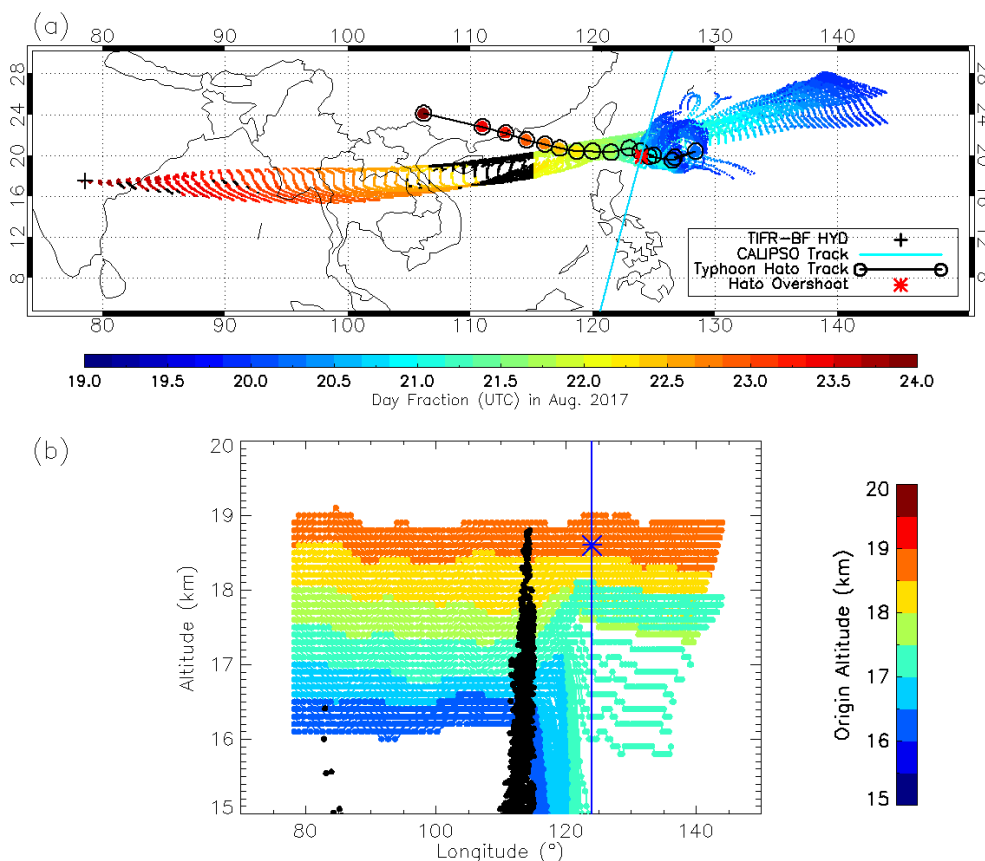 (a)
80 90 100 110 120 130 140
28
24
20
16
12
8
TIFR-BF HYD
CALIPSO Track
Typhoon Hato Track
Hato Overshoot
80 90 100 110 120 130 140
19.0 19.5 20.0 20.5 21.0 21.5 22.0 22.5 23.0 23.5 24.0
Day Fraction (UTC) in Aug. 2017
(b)
20
19
18
17
16
15
Altitude (km)
80 100 120 140
Longitude (°)
20
19
18
17
16
15
Origin Altitude (km)